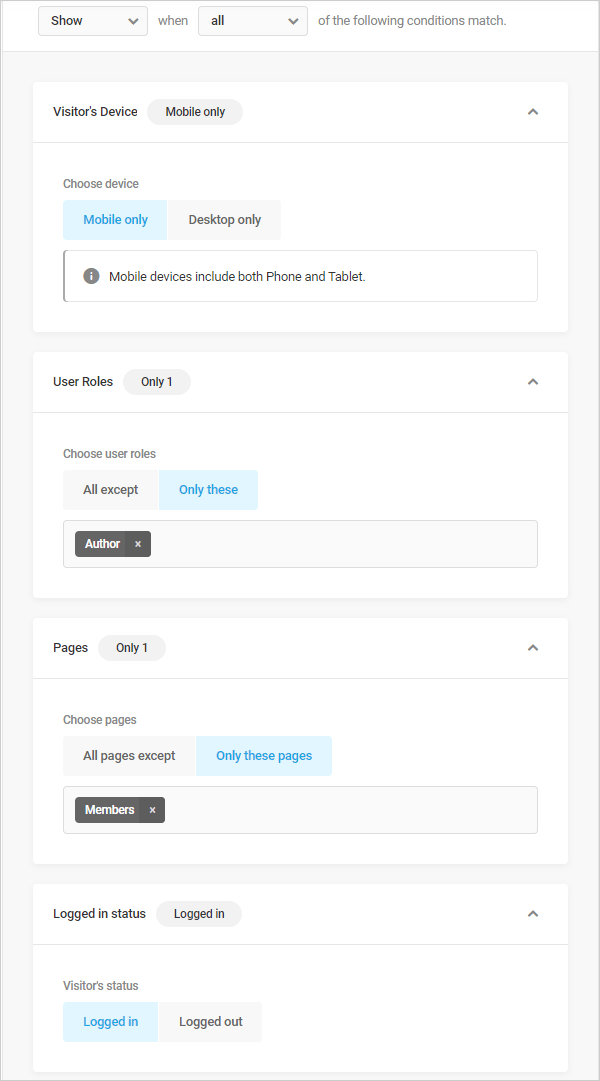 Show when all of the following conditions match.
Visitor's Device Mobile only
Choose device
Mobile only Desktop only
Mobile devices include both Phone and Tablet.
User Roles Only 1
Choose user roles
All except Only these
Author ×
Pages Only 1
Choose pages
All pages except Only these pages
Members ×
Logged in status Logged in
Visitor's status
Logged in Logged out